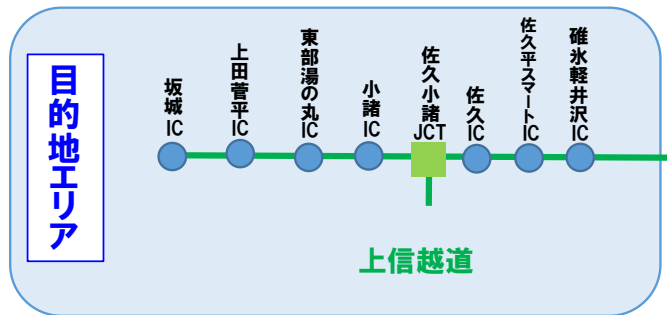 目的地エリア
坂城IC
上田菅平IC
東部湯の丸IC
小諸IC
佐久小諸JCT
佐久IC
佐久平スマートIC
碓氷軽井沢IC
上信越道